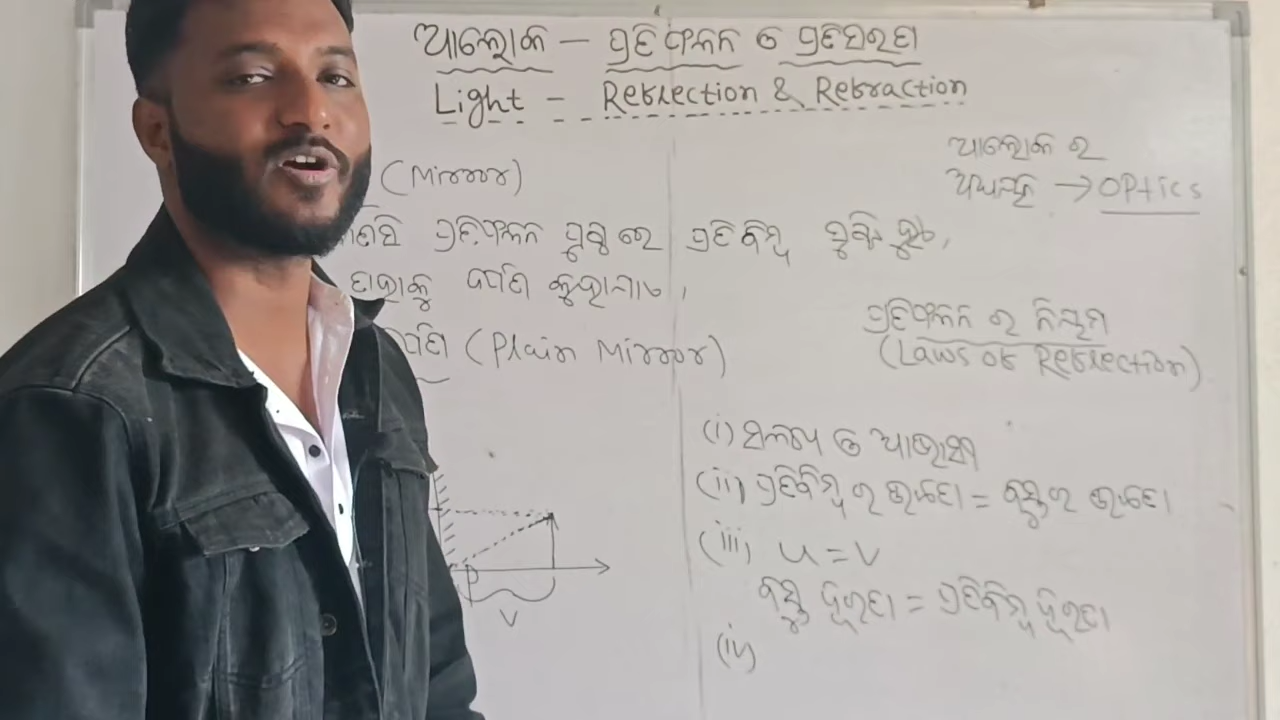 ଆଲୋକ – ପ୍ରତିଫଳନ ଓ ପ୍ରତିସରଣ
Light – Reflection & Refraction
ଆଲୋକ ର
ଅଧ୍ୟୟନ → Optics
(Mirror)
ପ୍ରତିଫଳନ ପୃଷ୍ଠ ରେ ପ୍ରତିବିମ୍ବ ସୃଷ୍ଟି ହୁଏ,
ତାହାକୁ ଦର୍ପଣ କୁହାଯାଏ ।
(Plain Mirror)
ପ୍ରତିଫଳନ ର ନିୟମ
(Laws of Reflection)
(i) ସଳଖ ଓ ଆଭାସୀ
(ii) ପ୍ରତିବିମ୍ବ ର ଉଚ୍ଚତା = ବସ୍ତୁ ର ଉଚ୍ଚତା
(iii) u = v
ବସ୍ତୁ ଦୂରତା = ପ୍ରତିବିମ୍ବ ଦୂରତା
(iv)
P
v